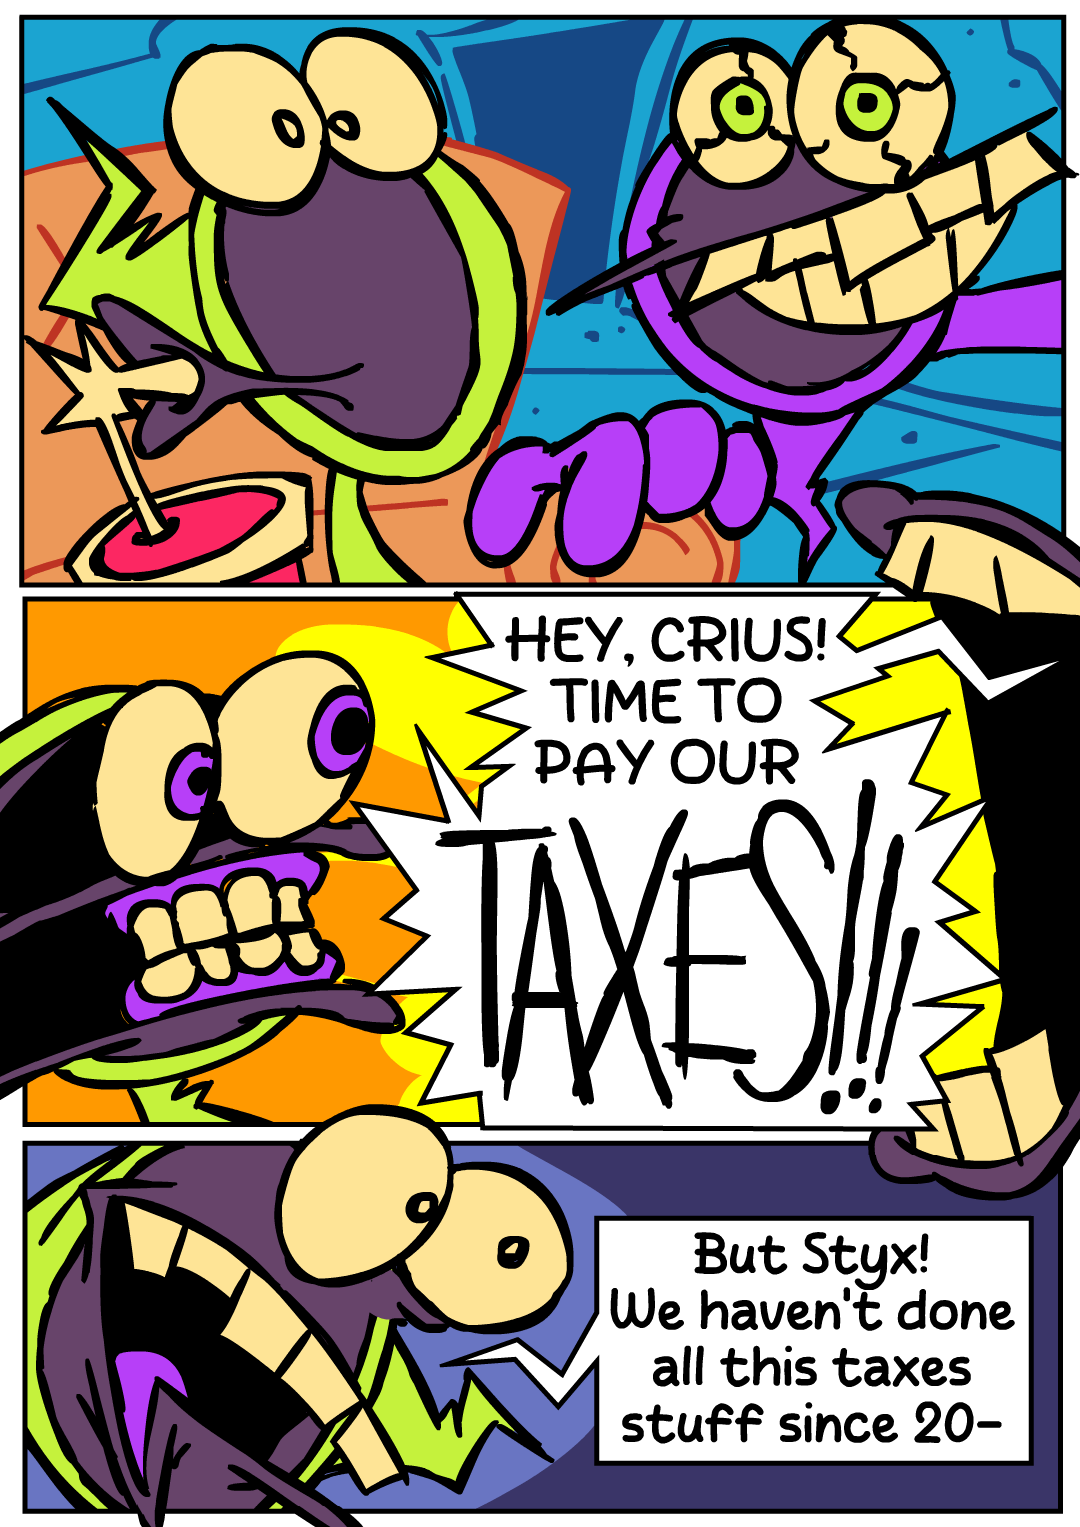 HEY, CRIUS!
TIME TO
PAY OUR
TAXES!!!
But Styx!
We haven't done
all this taxes
stuff since 20-